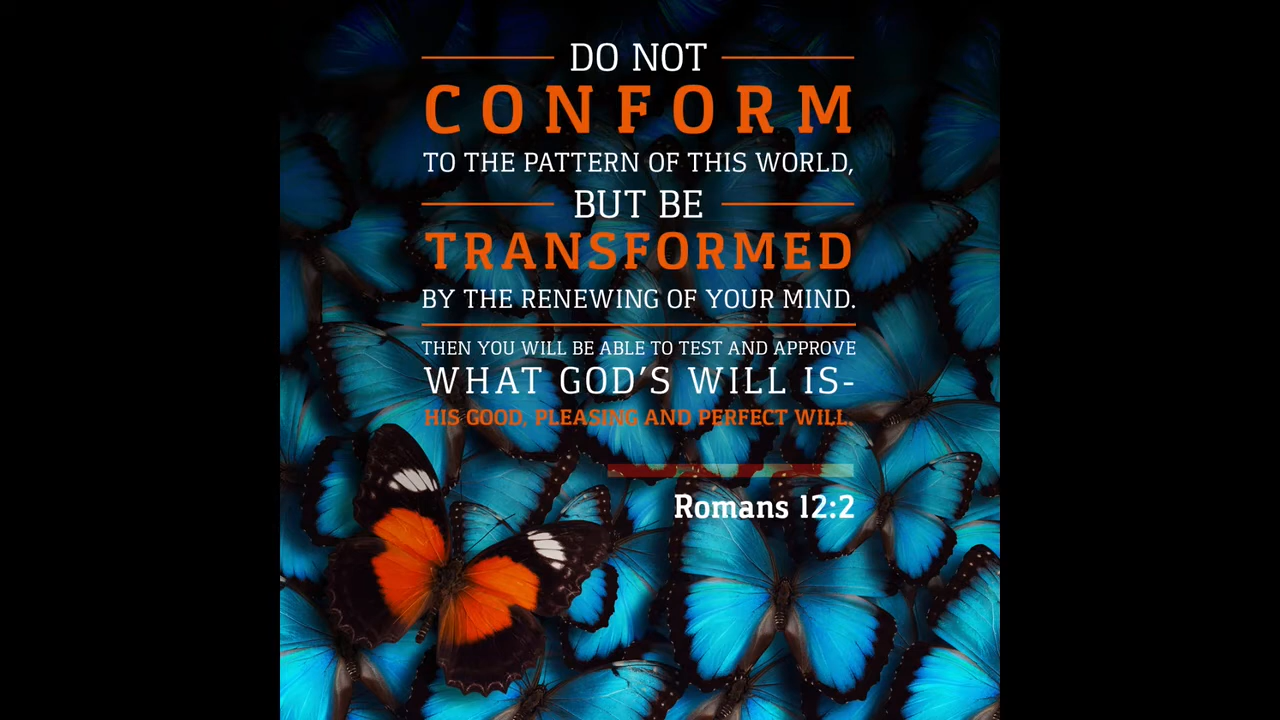 DO NOT
CONFORM
TO THE PATTERN OF THIS WORLD,
BUT BE
TRANSFORMED
BY THE RENEWING OF YOUR MIND.
THEN YOU WILL BE ABLE TO TEST AND APPROVE
WHAT GOD'S WILL IS-
HIS GOOD, PLEASING AND PERFECT WILL.
Romans 12:2